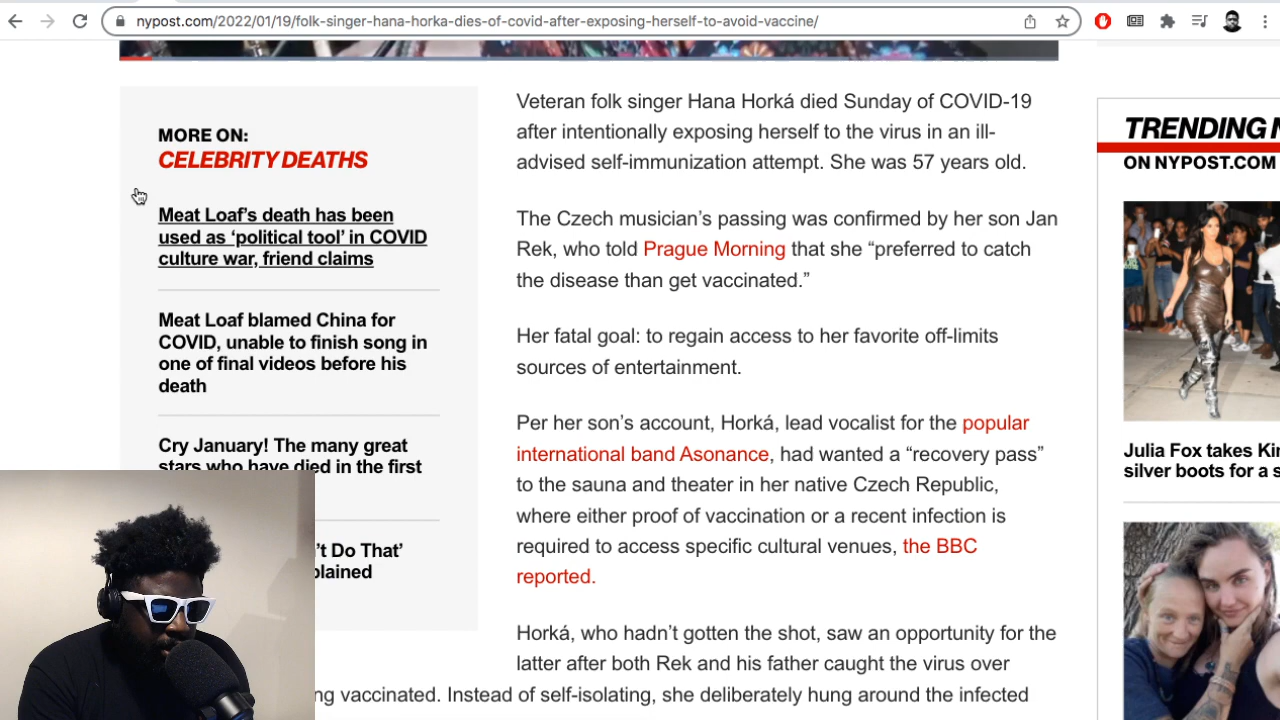 nypost.com/2022/01/19/folk-singer-hana-horka-dies-of-covid-after-exposing-herself-to-avoid-vaccine/
MORE ON:
CELEBRITY DEATHS
Meat Loaf's death has been
used as 'political tool' in COVID
culture war, friend claims
Meat Loaf blamed China for
COVID, unable to finish song in
one of final videos before his
death
Cry January! The many great
stars who have died in the first
't Do That'
plained
Veteran folk singer Hana Horká died Sunday of COVID-19
after intentionally exposing herself to the virus in an ill-
advised self-immunization attempt. She was 57 years old.
The Czech musician's passing was confirmed by her son Jan
Rek, who told Prague Morning that she "preferred to catch
the disease than get vaccinated."
Her fatal goal: to regain access to her favorite off-limits
sources of entertainment.
Per her son's account, Horká, lead vocalist for the popular
international band Asonance, had wanted a "recovery pass"
to the sauna and theater in her native Czech Republic,
where either proof of vaccination or a recent infection is
required to access specific cultural venues, the BBC
reported.
Horká, who hadn't gotten the shot, saw an opportunity for the
latter after both Rek and his father caught the virus over
ng vaccinated. Instead of self-isolating, she deliberately hung around the infected
TRENDING N
ON NYPOST.COM
Julia Fox takes Ki
silver boots for a s